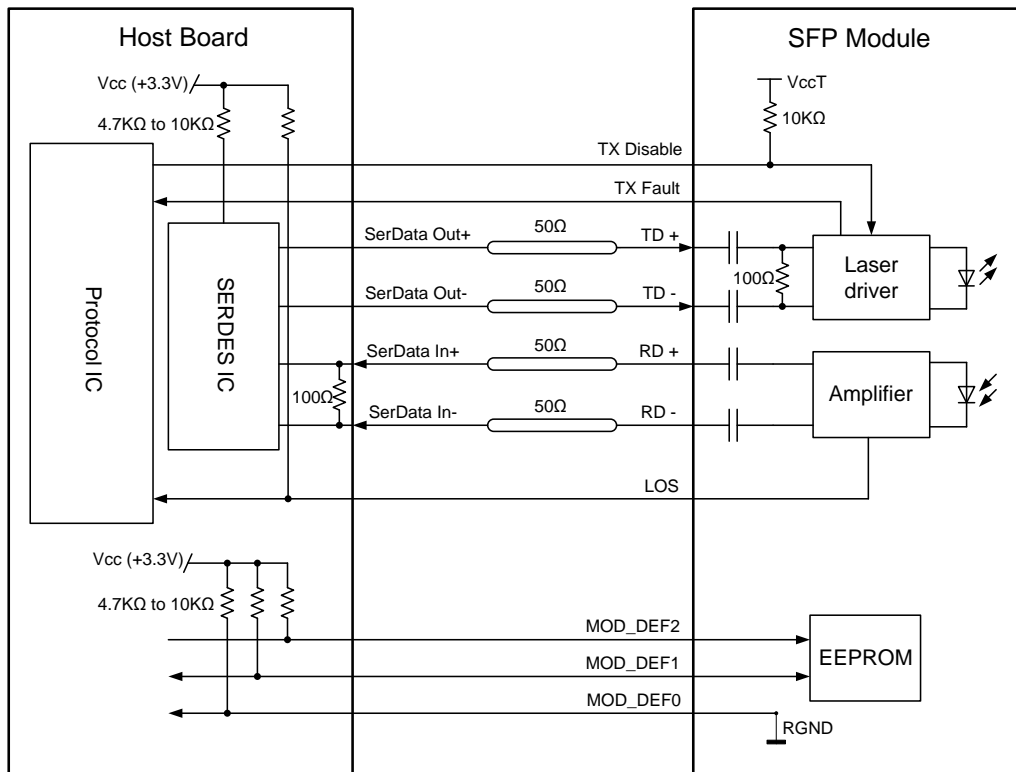 Host Board
SFP Module
Vcc (+3.3V)
VccT
4.7KΩ to 10KΩ
10KΩ
TX Disable
TX Fault
Protocol IC
SERDES IC
SerData Out+
50Ω
TD +
100Ω
Laser
driver
SerData Out-
50Ω
TD -
SerData In+
50Ω
RD +
100Ω
Amplifier
SerData In-
50Ω
RD -
LOS
Vcc (+3.3V)
4.7KΩ to 10KΩ
MOD_DEF2
EEPROM
MOD_DEF1
MOD_DEF0
RGND